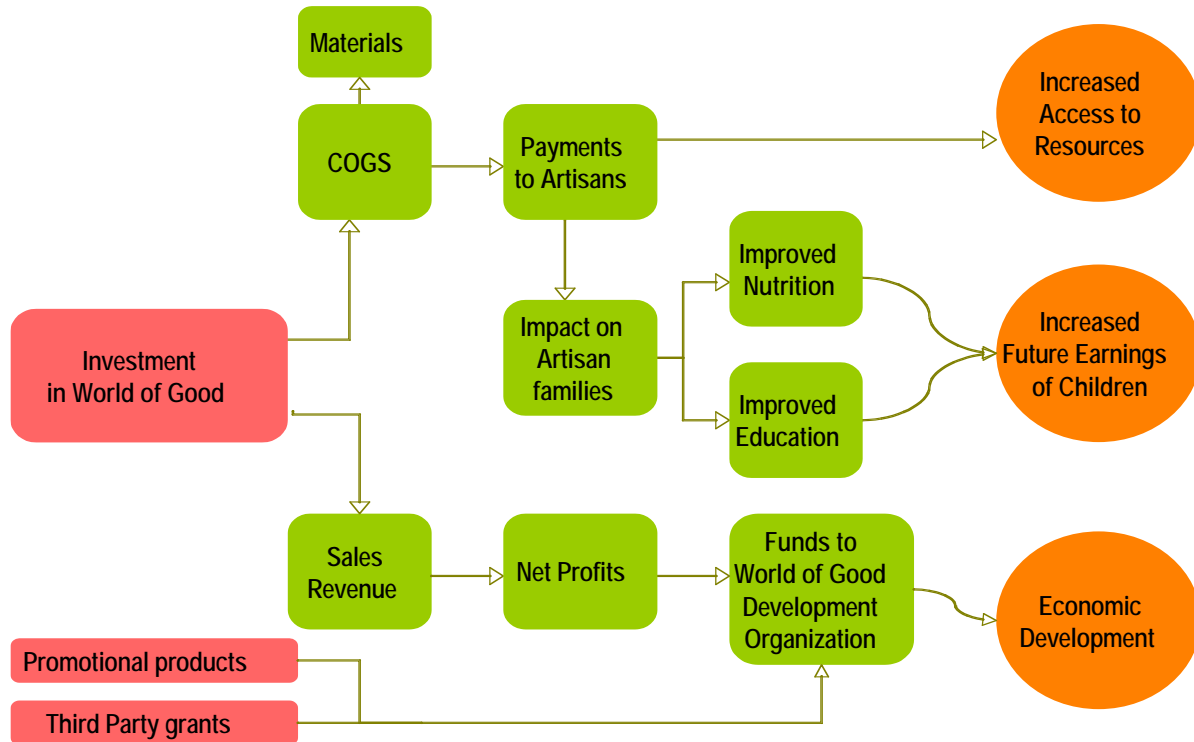 Materials
Increased
Access to
Resources
COGS
Payments
to Artisans
Improved
Nutrition
Investment
in World of Good
Impact on
Artisan
families
Increased
Future Earnings
of Children
Improved
Education
Sales
Revenue
Net Profits
Funds to
World of Good
Development
Organization
Economic
Development
Promotional products
Third Party grants